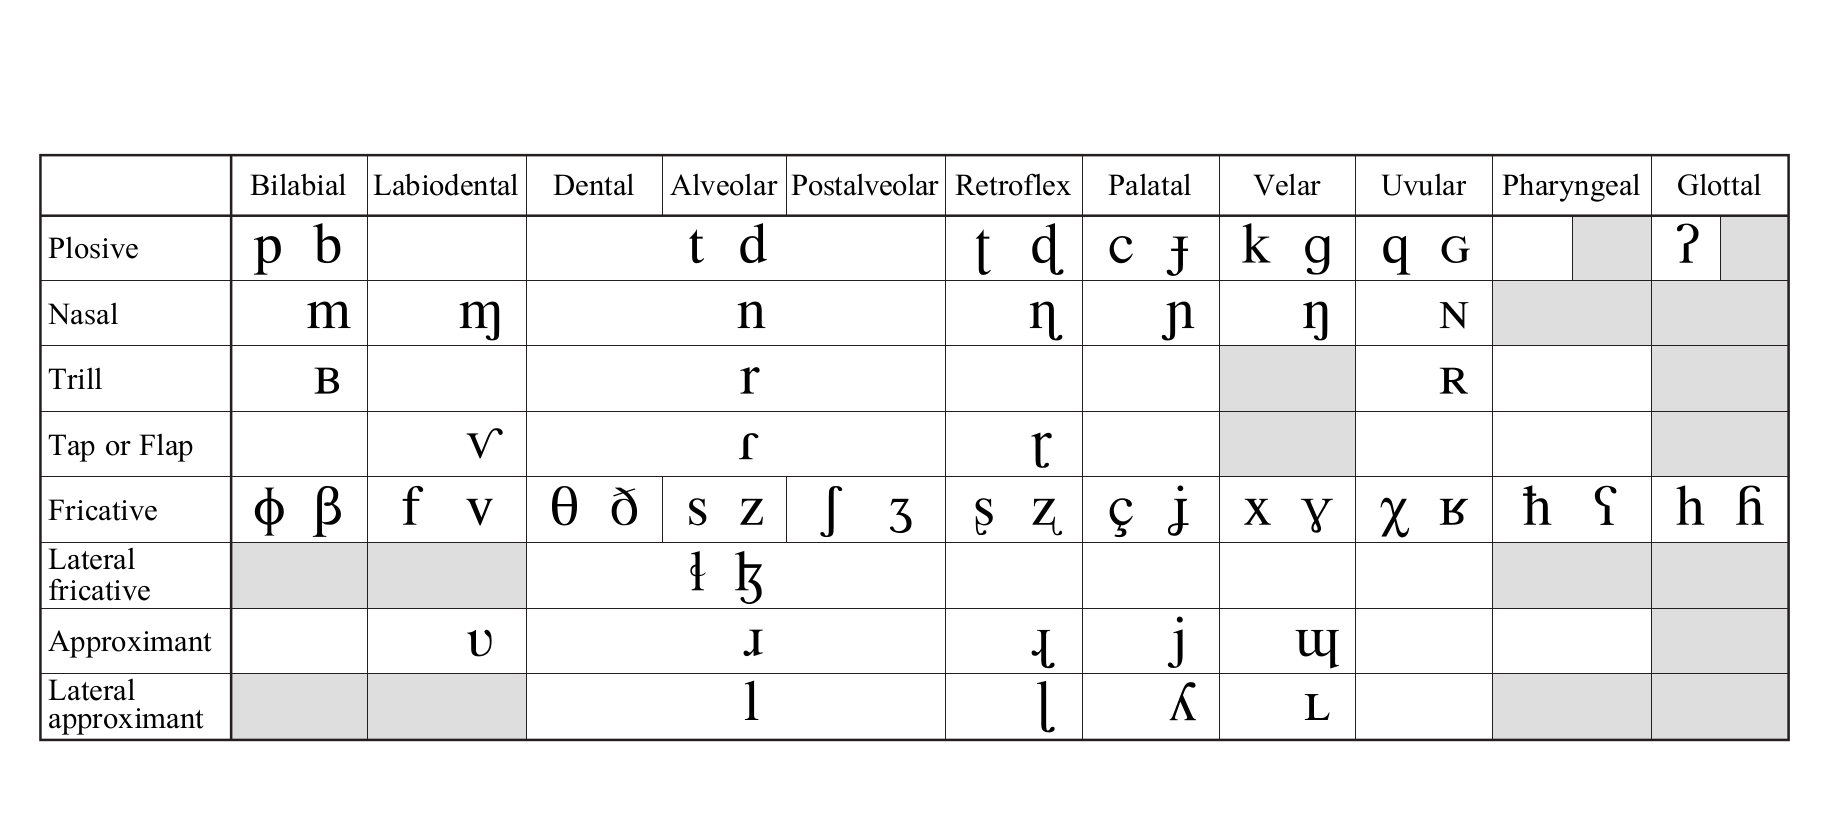 Bilabial Labiodental Dental Alveolar Postalveolar Retroflex Palatal Velar Uvular Pharyngeal Glottal
Plosive p b t d ʈ ɖ c ɟ k ɡ q ɢ ʔ
Nasal m ɱ n ɳ ɲ ŋ ɴ
Trill ʙ r ʀ
Tap or Flap ⱱ ɾ ɽ
Fricative ɸ β f v θ ð s z ʃ ʒ ʂ ʐ ç ʝ x ɣ χ ʁ ħ ʕ h ɦ
Lateral
fricative ɬ ɮ
Approximant ʋ ɹ ɻ j ɰ
Lateral
approximant l ɭ ʎ ʟ